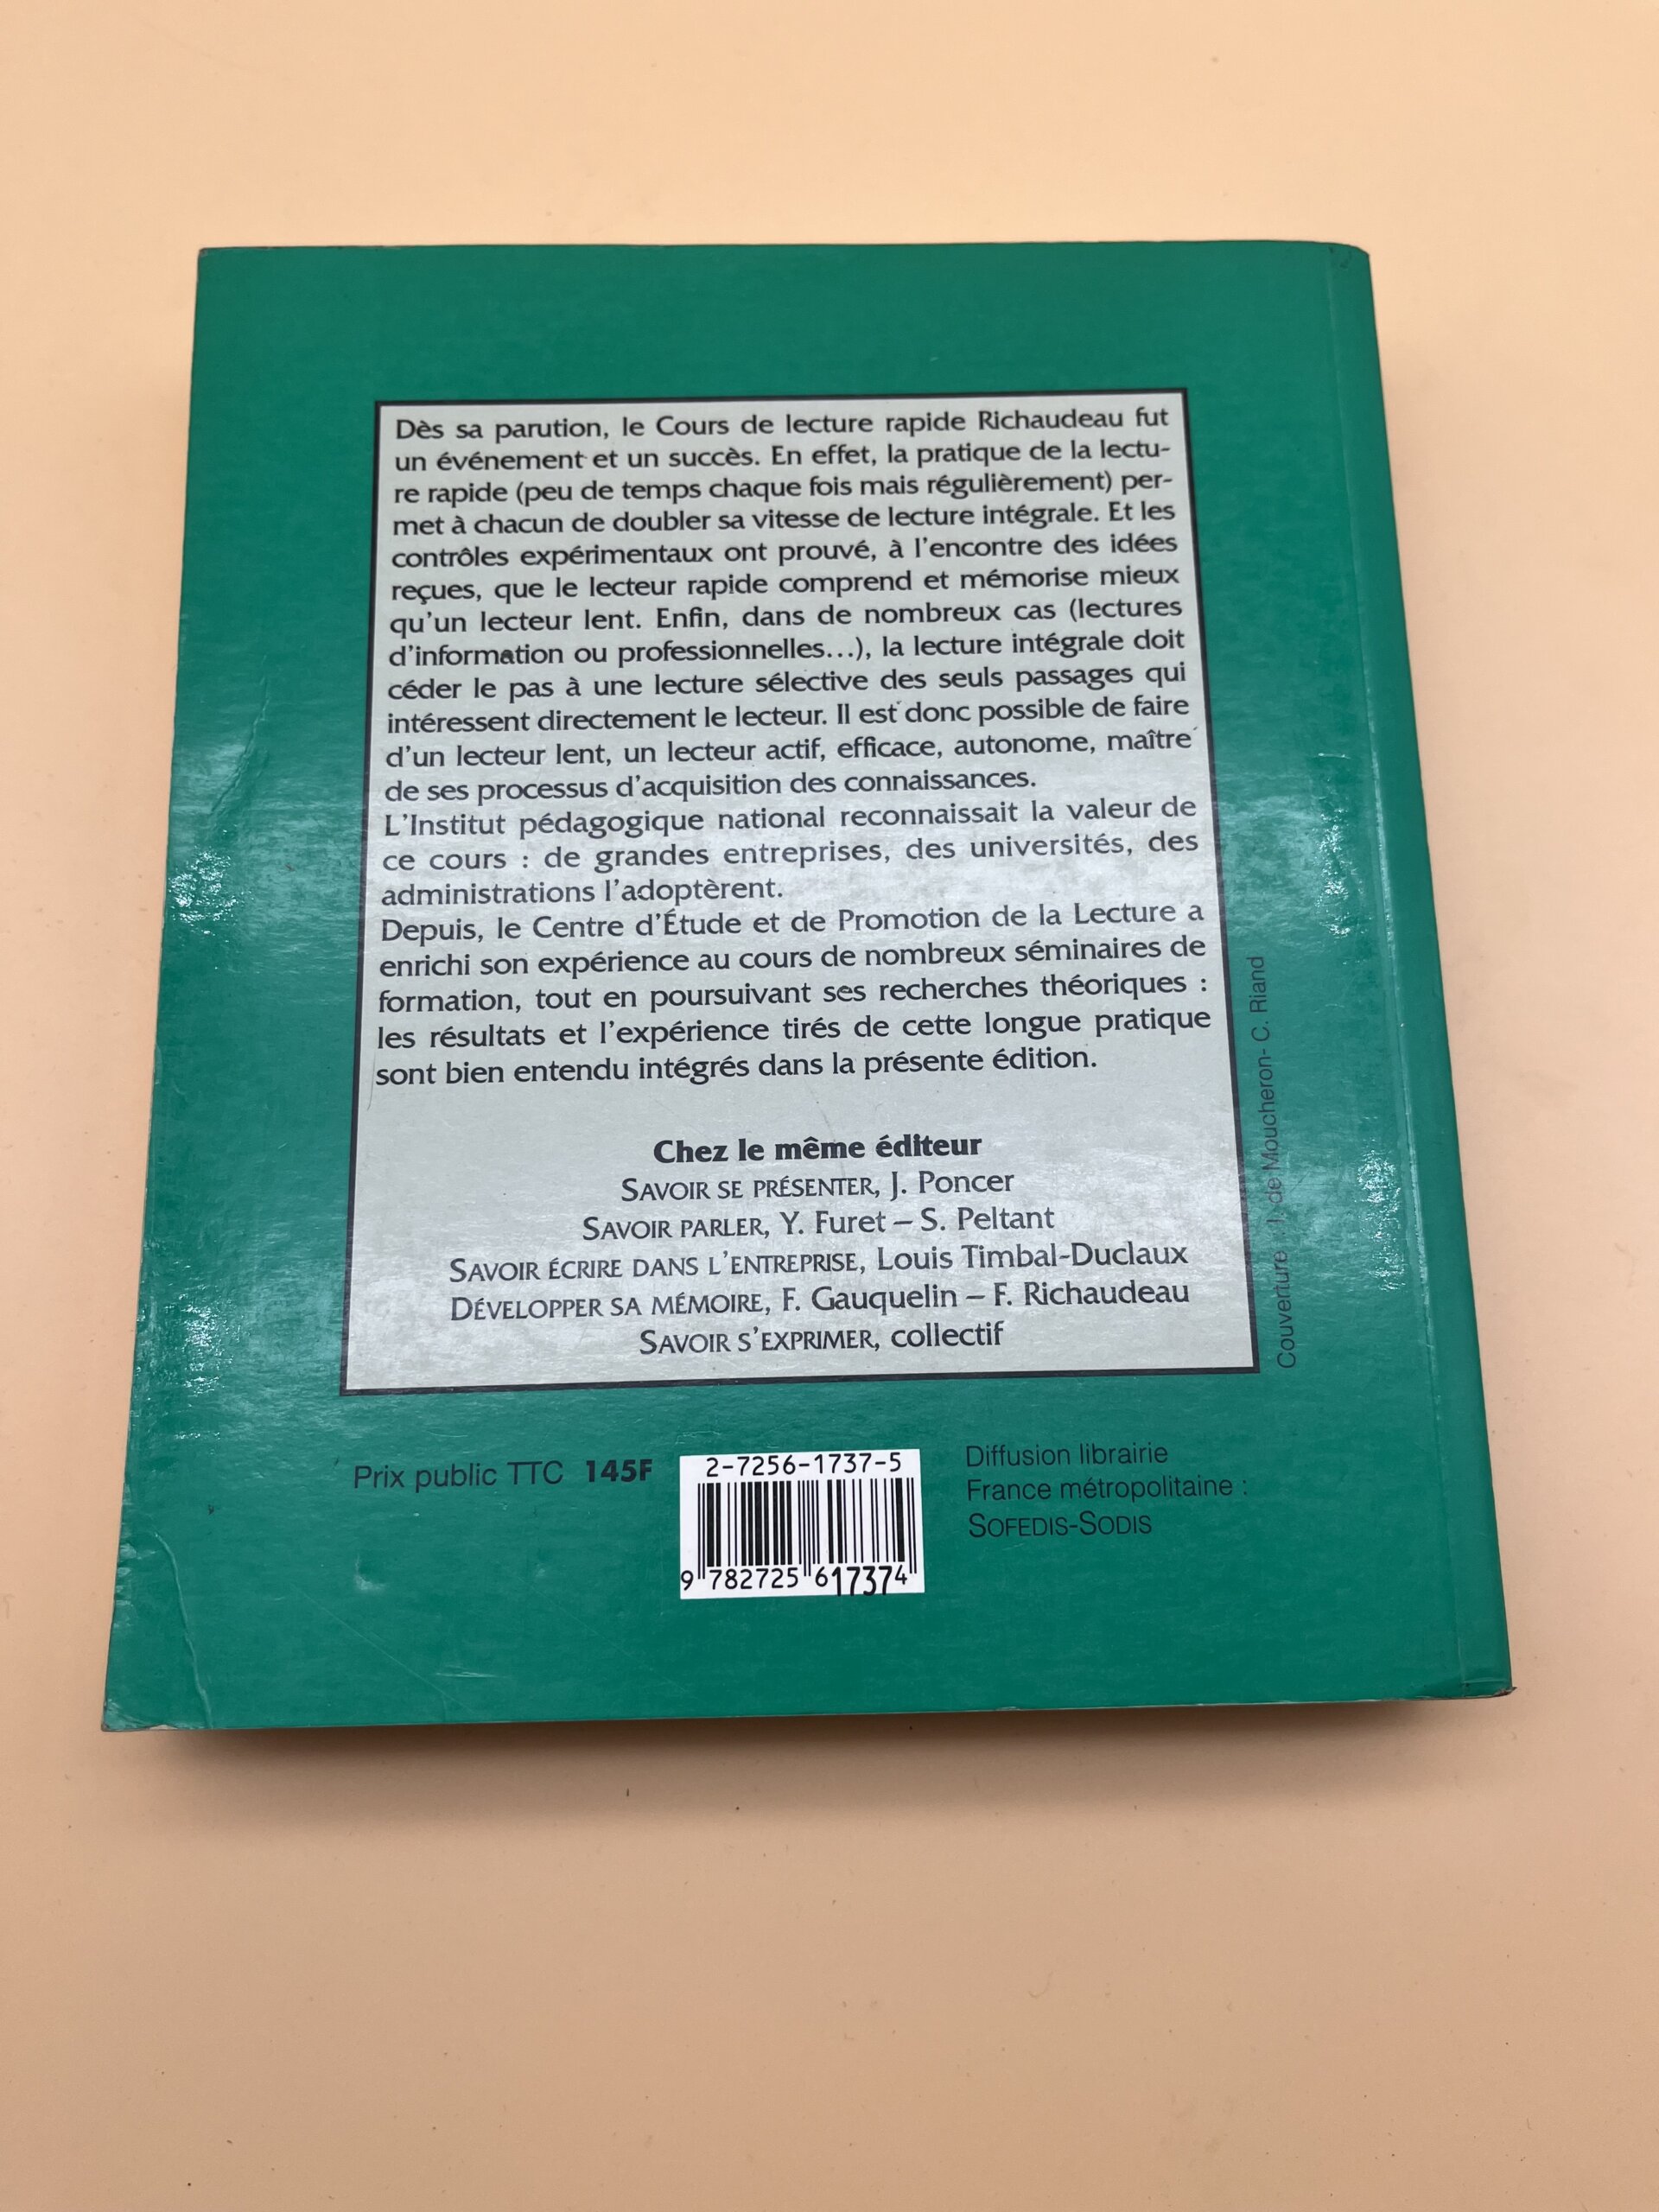 Dès sa parution, le Cours de lecture rapide Richaudeau fut
un événement et un succès. En effet, la pratique de la lectu-
re rapide (peu de temps chaque fois mais régulièrement) per-
met à chacun de doubler sa vitesse de lecture intégrale. Et les
contrôles expérimentaux ont prouvé, à l'encontre des idées
reçues, que le lecteur rapide comprend et mémorise mieux
qu'un lecteur lent. Enfin, dans de nombreux cas (lectures
d'information ou professionnelles...), la lecture intégrale doit
céder le pas à une lecture sélective des seuls passages qui
intéressent directement le lecteur. Il est donc possible de faire
d'un lecteur lent, un lecteur actif, efficace, autonome, maître
de ses processus d'acquisition des connaissances.
L'Institut pédagogique national reconnaissait la valeur de
ce cours : de grandes entreprises, des universités, des
administrations l'adoptèrent.
Depuis, le Centre d'Étude et de Promotion de la Lecture a
enrichi son expérience au cours de nombreux séminaires de
formation, tout en poursuivant ses recherches théoriques :
les résultats et l'expérience tirés de cette longue pratique
sont bien entendu intégrés dans la présente édition.
Chez le même éditeur
SAVOIR SE PRÉSENTER, J. Poncer
SAVOIR PARLER, Y. Furet – S. Peltant
SAVOIR ÉCRIRE DANS L'ENTREPRISE, Louis Timbal-Duclaux
DÉVELOPPER SA MÉMOIRE, F. Gauquelin – F. Richaudeau
SAVOIR S'EXPRIMER, collectif
Couverture : J. de Moucheron- C. Riand
Prix public TTC 145F
2-7256-1737-5
9 782725 617374
Diffusion librairie
France métropolitaine :
SOFEDIS-SODIS